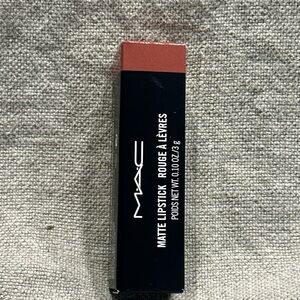 MAC
MATTE LIPSTICK ROUGE À LÈVRES
POIDS NET WT. 0.10 OZ./3 g